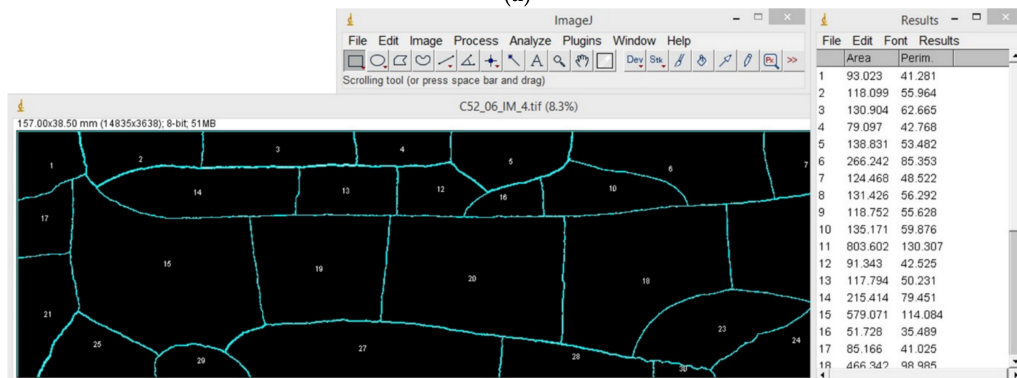 ImageJ
File Edit Image Process Analyze Plugins Window Help
A Dev Stk Px >>
Scrolling tool (or press space bar and drag)
C52_06_IM_4.tif (8.3%)
157.00x38.50 mm (14835x3638); 8-bit; 51MB
1 2 3 4 5 6 7
14 13 12 16 10
17
15 19 20 18
21 25 29 27 28 23 24 30
Results
File Edit Font Results
Area Perim.
1 93.023 41.281
2 118.099 55.964
3 130.904 62.665
4 79.097 42.768
5 138.831 53.482
6 266.242 85.353
7 124.468 48.522
8 131.426 56.292
9 118.752 55.628
10 135.171 59.876
11 803.602 130.307
12 91.343 42.525
13 117.794 50.231
14 215.414 79.451
15 579.071 114.084
16 51.728 35.489
17 85.166 41.025
18 466.342 98.985